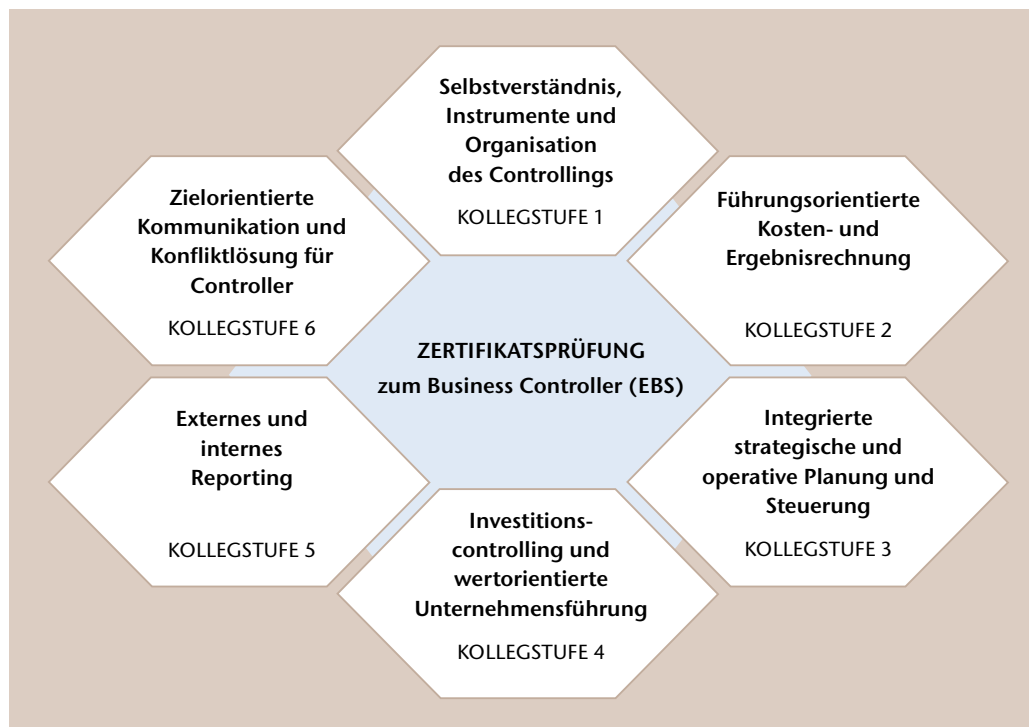 Selbstverständnis,
Instrumente und
Organisation
des Controllings
KOLLEGSTUFE 1
Führungsorientierte
Kosten- und
Ergebnisrechnung
KOLLEGSTUFE 2
Integrierte
strategische und
operative Planung und
Steuerung
KOLLEGSTUFE 3
Investitions-
controlling und
wertorientierte
Unternehmensführung
KOLLEGSTUFE 4
Externes und
internes
Reporting
KOLLEGSTUFE 5
Zielorientierte
Kommunikation und
Konfliktlösung für
Controller
KOLLEGSTUFE 6
ZERTIFIKATSPRÜFUNG
zum Business Controller (EBS)